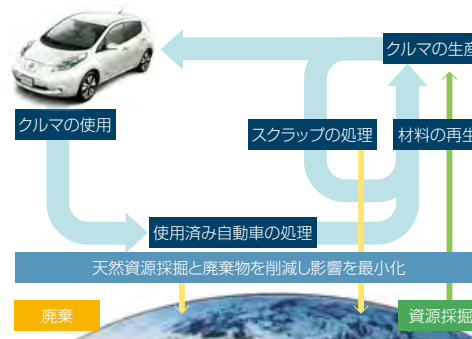 クルマの生産
クルマの使用
スクラップの処理
材料の再生
使用済み自動車の処理
天然資源採掘と廃棄物を削減し影響を最小化
廃棄
資源採掘